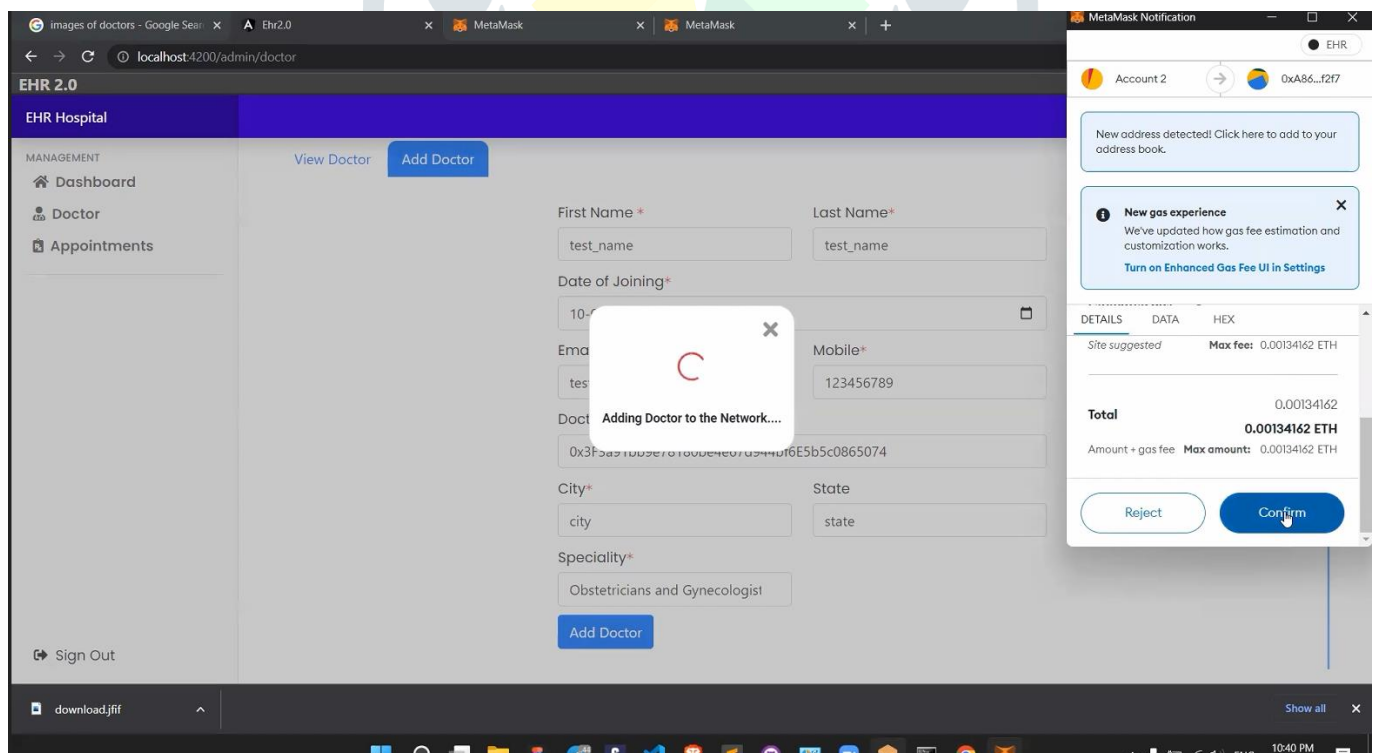 images of doctors - Google Sear
Ehr2.0
MetaMask
MetaMask
localhost:4200/admin/doctor
EHR 2.0
EHR Hospital
MANAGEMENT
Dashboard
Doctor
Appointments
Sign Out
View Doctor
Add Doctor
First Name *
Last Name*
test_name
test_name
Date of Joining*
10-
Ema
Mobile*
tes
123456789
Adding Doctor to the Network....
Doct
6E5b5c0865074
City*
State
city
state
Speciality*
Obstetricians and Gynecologist
Add Doctor
MetaMask Notification
EHR
Account 2
0xA86...f2f7
New address detected! Click here to add to your
address book.
New gas experience
We've updated how gas fee estimation and
customization works.
Turn on Enhanced Gas Fee UI in Settings
DETAILS DATA HEX
Site suggested Max fee: 0.00134162 ETH
0.00134162
Total
0.00134162 ETH
Amount + gas fee Max amount: 0.00134162 ETH
Reject
Confirm
download.jfif
Show all
10:40 PM